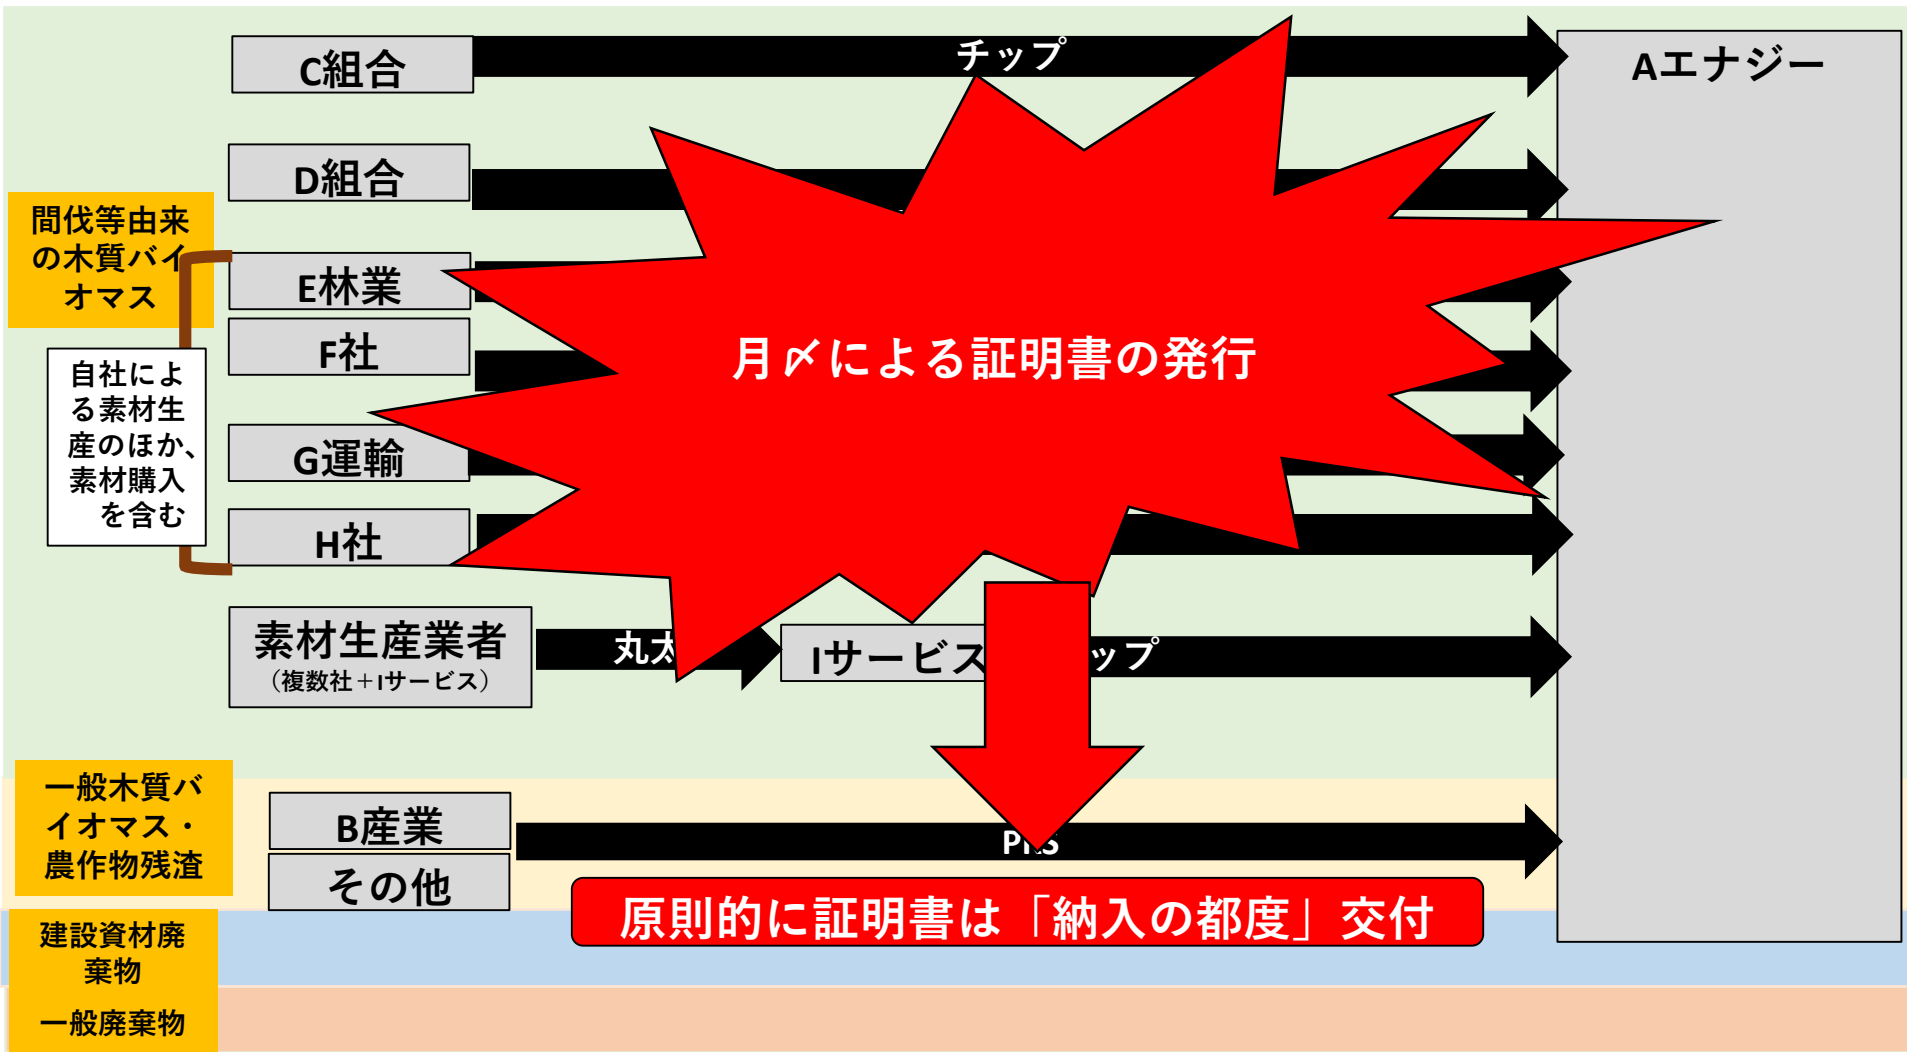 C組合
チップ
Aエナジー
D組合
間伐等由来
の木質バイ
オマス
E林業
F社
月〆による証明書の発行
自社によ
る素材生
産のほか、
素材購入
を含む
G運輸
H社
素材生産業者
（複数社＋Iサービス）
丸太
Iサービス
ップ
一般木質バ
イオマス・
農作物残渣
B産業
その他
原則的に証明書は「納入の都度」交付
建設資材廃
棄物
一般廃棄物